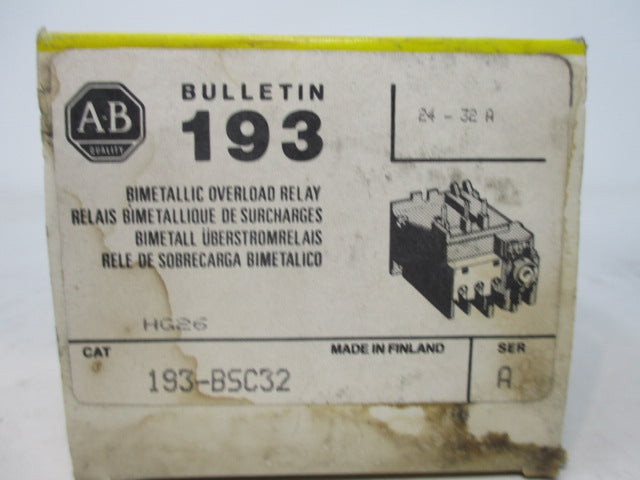 A-B
QUALITY
BULLETIN
193
24 - 32 A
BIMETALLIC OVERLOAD RELAY
RELAIS BIMETALLIQUE DE SURCHARGES
BIMETALL ÜBERSTROMRELAIS
RELE DE SOBRECARGA BIMETALICO
HG26
CAT
MADE IN FINLAND
SER
193-BSC32
A